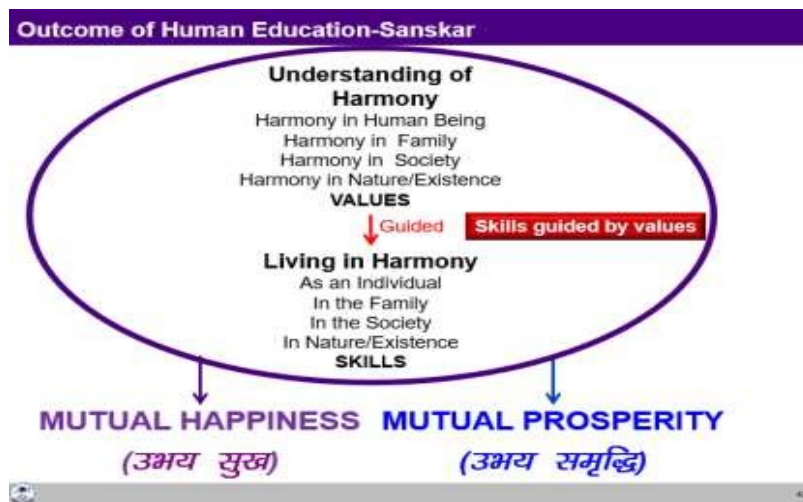 Outcome of Human Education-Sanskar
Understanding of
Harmony
Harmony in Human Being
Harmony in Family
Harmony in Society
Harmony in Nature/Existence
VALUES
Guided
Skills guided by values
Living in Harmony
As an Individual
In the Family
In the Society
In Nature/Existence
SKILLS
MUTUAL HAPPINESS MUTUAL PROSPERITY
(उभय सुख) (उभय समृद्धि)